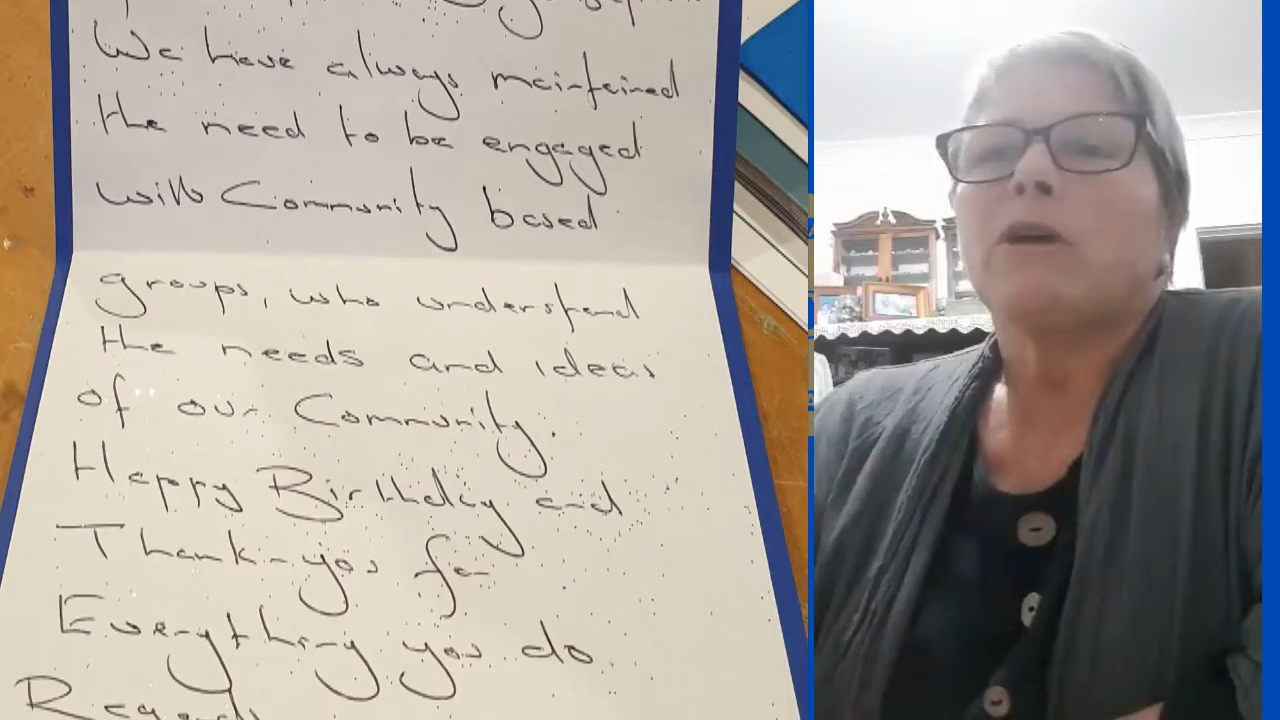 We have always maintained
the need to be engaged
with Community based
groups, who understand
the needs and ideas
of our Community.
Happy Birthday and
Thank-you for
Everything you do.
Regards